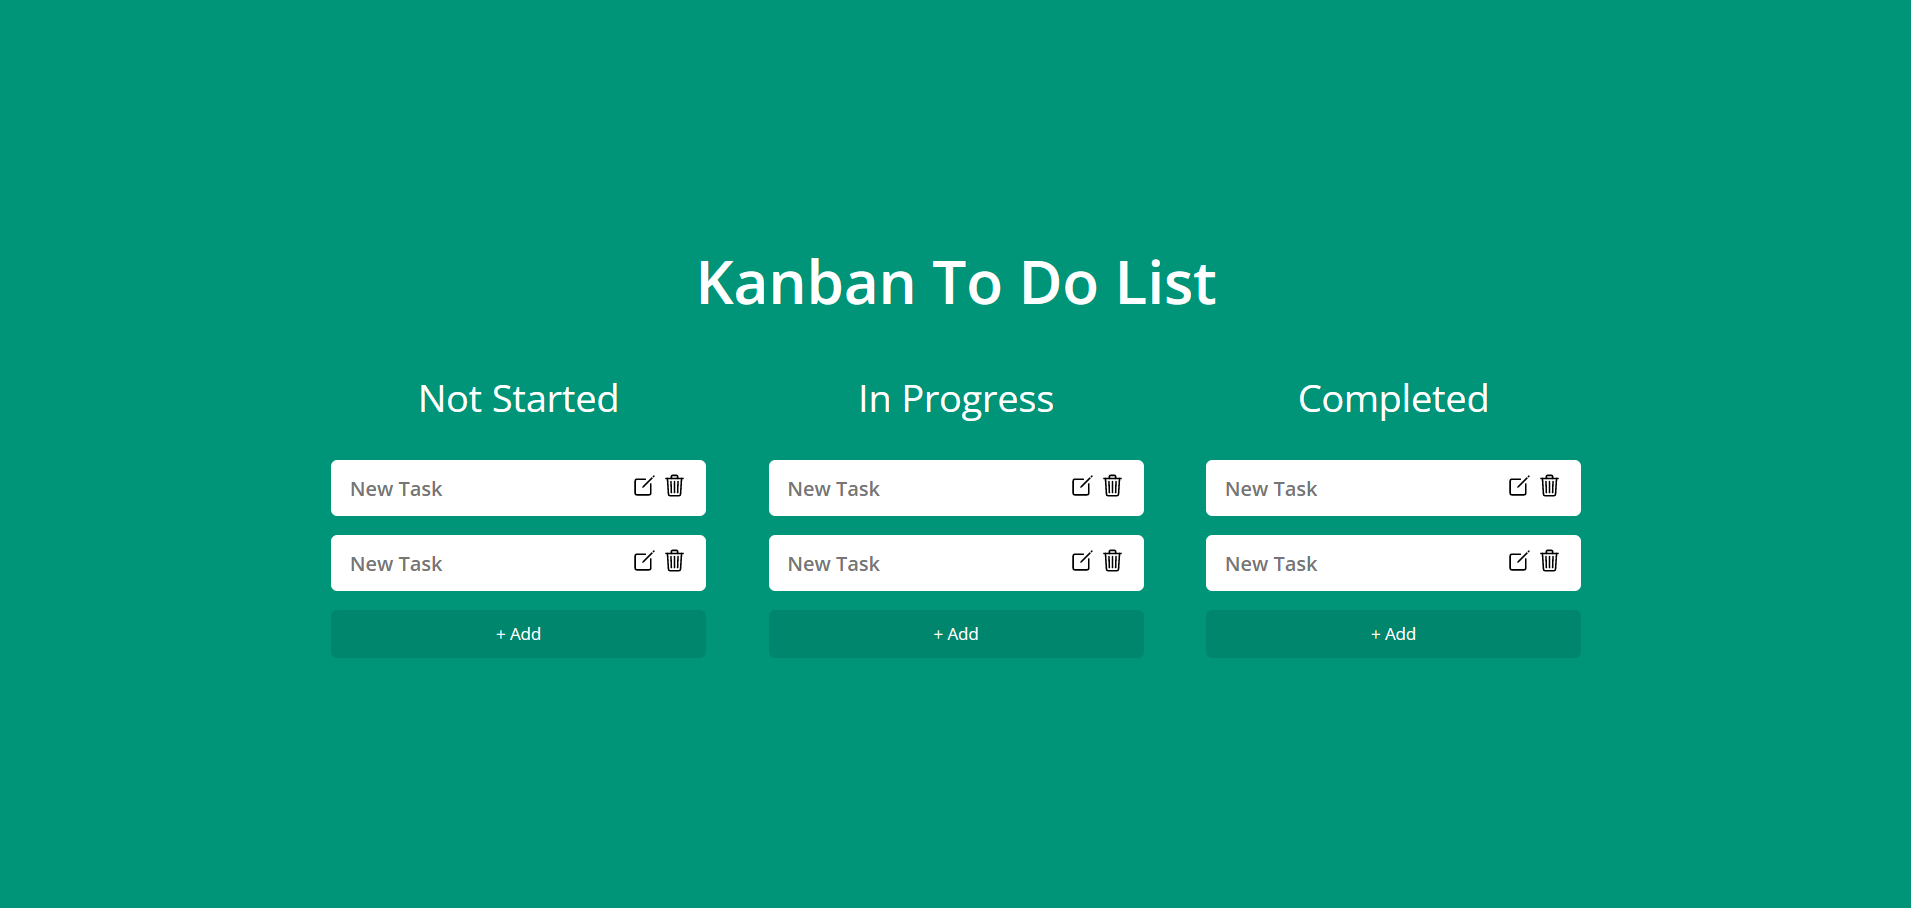 Kanban To Do List
Not Started
In Progress
Completed
New Task
New Task
New Task
New Task
New Task
New Task
+ Add
+ Add
+ Add